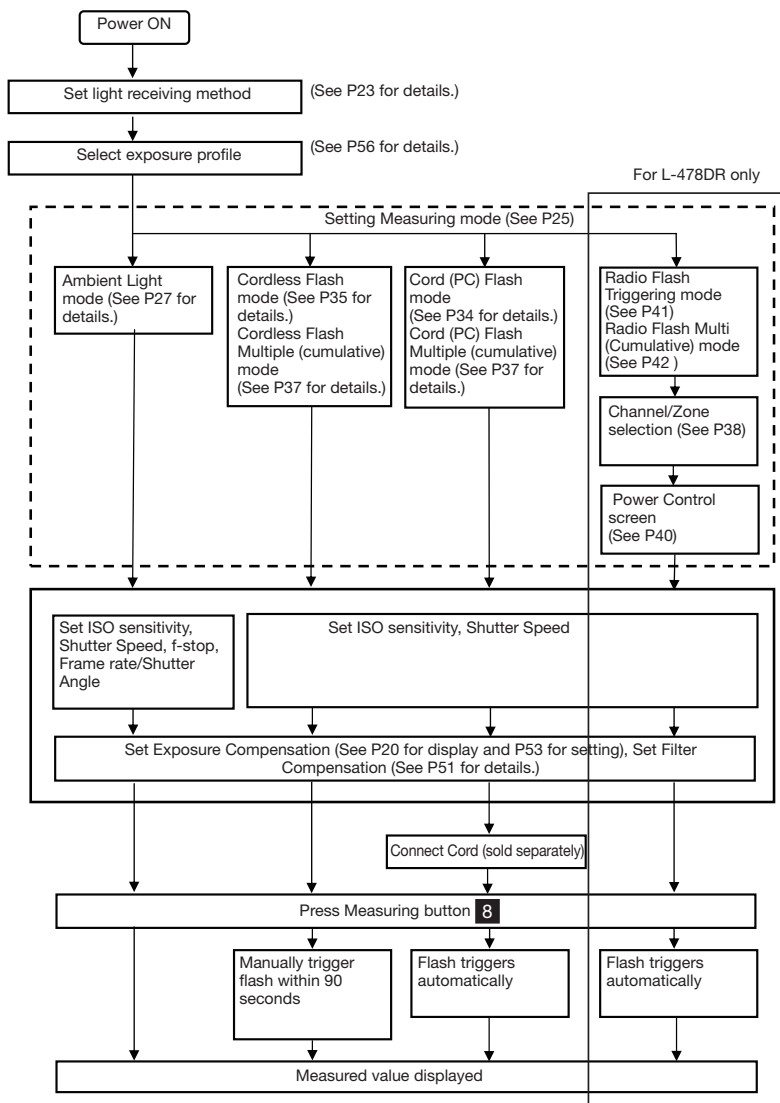 Power ON
Set light receiving method
(See P23 for details.)
Select exposure profile
(See P56 for details.)
For L-478DR only
Setting Measuring mode (See P25)
Ambient Light
mode (See P27 for
details.)
Cordless Flash
mode (See P35 for
details.)
Cordless Flash
Multiple (cumulative)
mode
(See P37 for details.)
Cord (PC) Flash
mode
(See P34 for details.)
Cord (PC) Flash
Multiple (cumulative)
mode (See P37 for
details.)
Radio Flash
Triggering mode
(See P41)
Radio Flash Multi
(Cumulative) mode
(See P42 )
Channel/Zone
selection (See P38)
Power Control
screen
(See P40)
Set ISO sensitivity,
Shutter Speed, f-stop,
Frame rate/Shutter
Angle
Set ISO sensitivity, Shutter Speed
Set Exposure Compensation (See P20 for display and P53 for setting), Set Filter
Compensation (See P51 for details.)
Connect Cord (sold separately)
Press Measuring button 8
Manually trigger
flash within 90
seconds
Flash triggers
automatically
Flash triggers
automatically
Measured value displayed